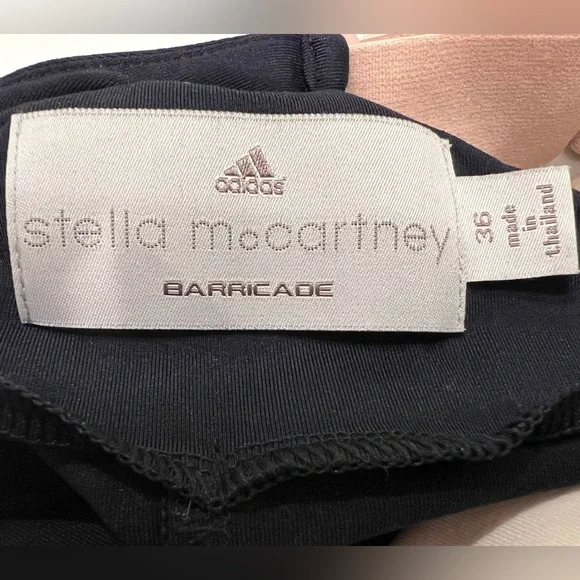 adidas
stella mccartney
BARRICADE
36
made
in
thailand